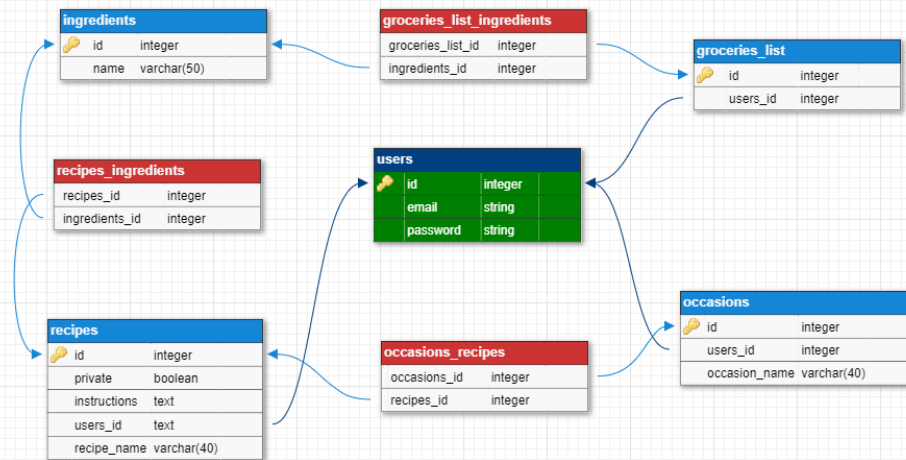 ingredients
id integer
name varchar(50)
groceries_list_ingredients
groceries_list_id integer
ingredients_id integer
groceries_list
id integer
users_id integer
recipes_ingredients
recipes_id integer
ingredients_id integer
users
id integer
email string
password string
recipes
id integer
private boolean
instructions text
users_id text
recipe_name varchar(40)
occasions_recipes
occasions_id integer
recipes_id integer
occasions
id integer
users_id integer
occasion_name varchar(40)